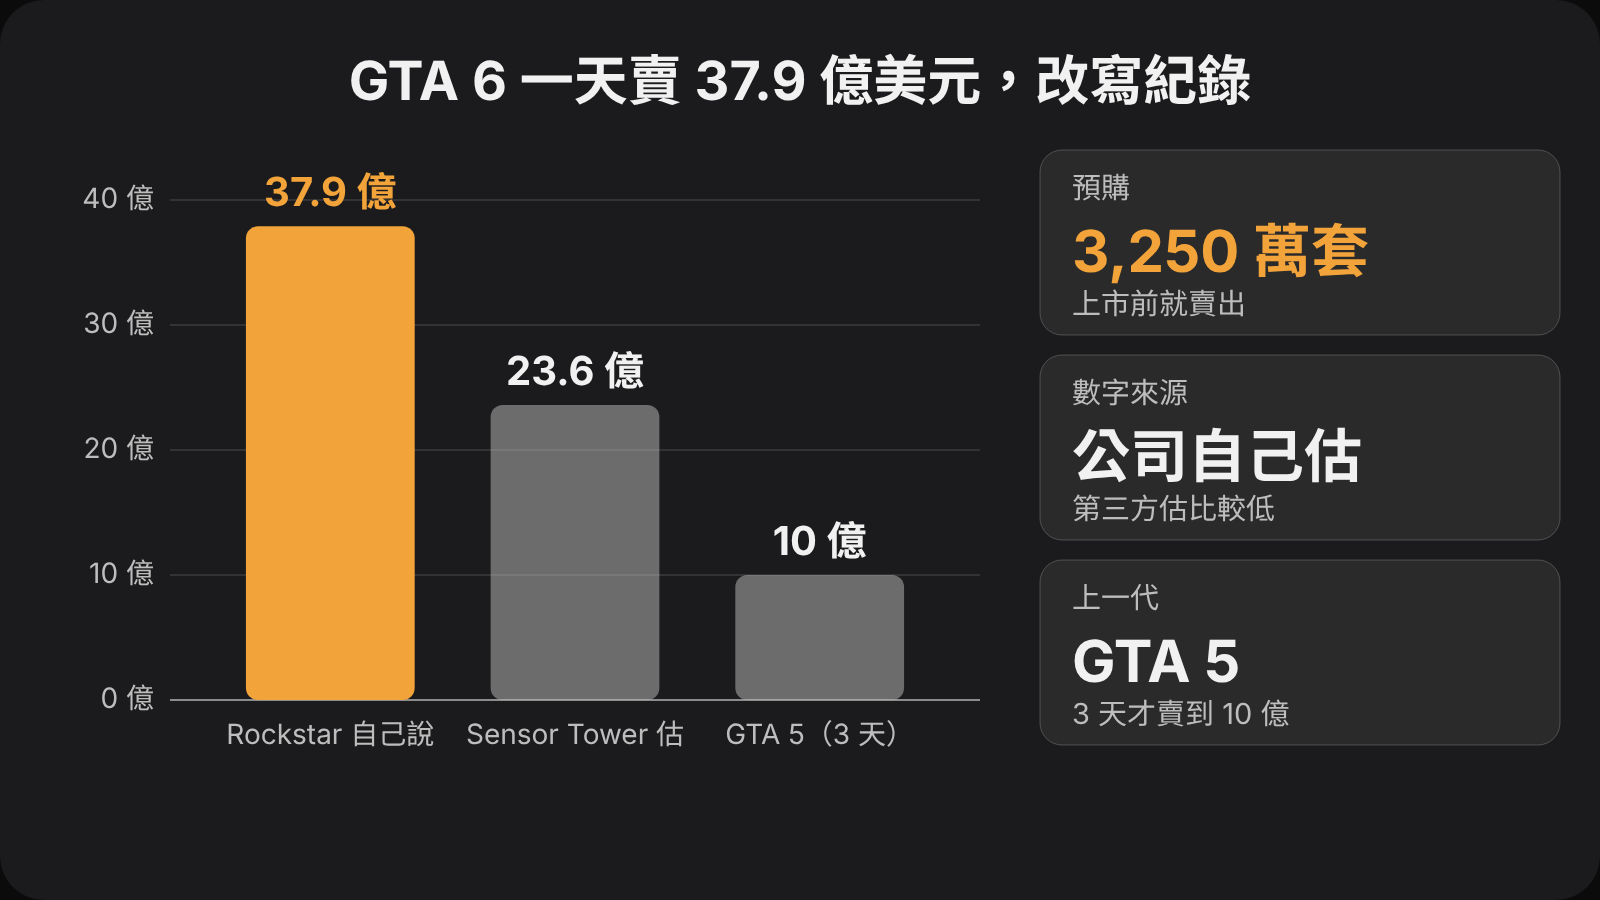 GTA 6 一天賣 37.9 億美元，改寫紀錄
40 億
30 億
20 億
10 億
0 億
37.9 億
23.6 億
10 億
Rockstar 自己說
Sensor Tower 估
GTA 5（3 天）
預購
3,250 萬套
上市前就賣出
數字來源
公司自己估
第三方估比較低
上一代
GTA 5
3 天才賣到 10 億